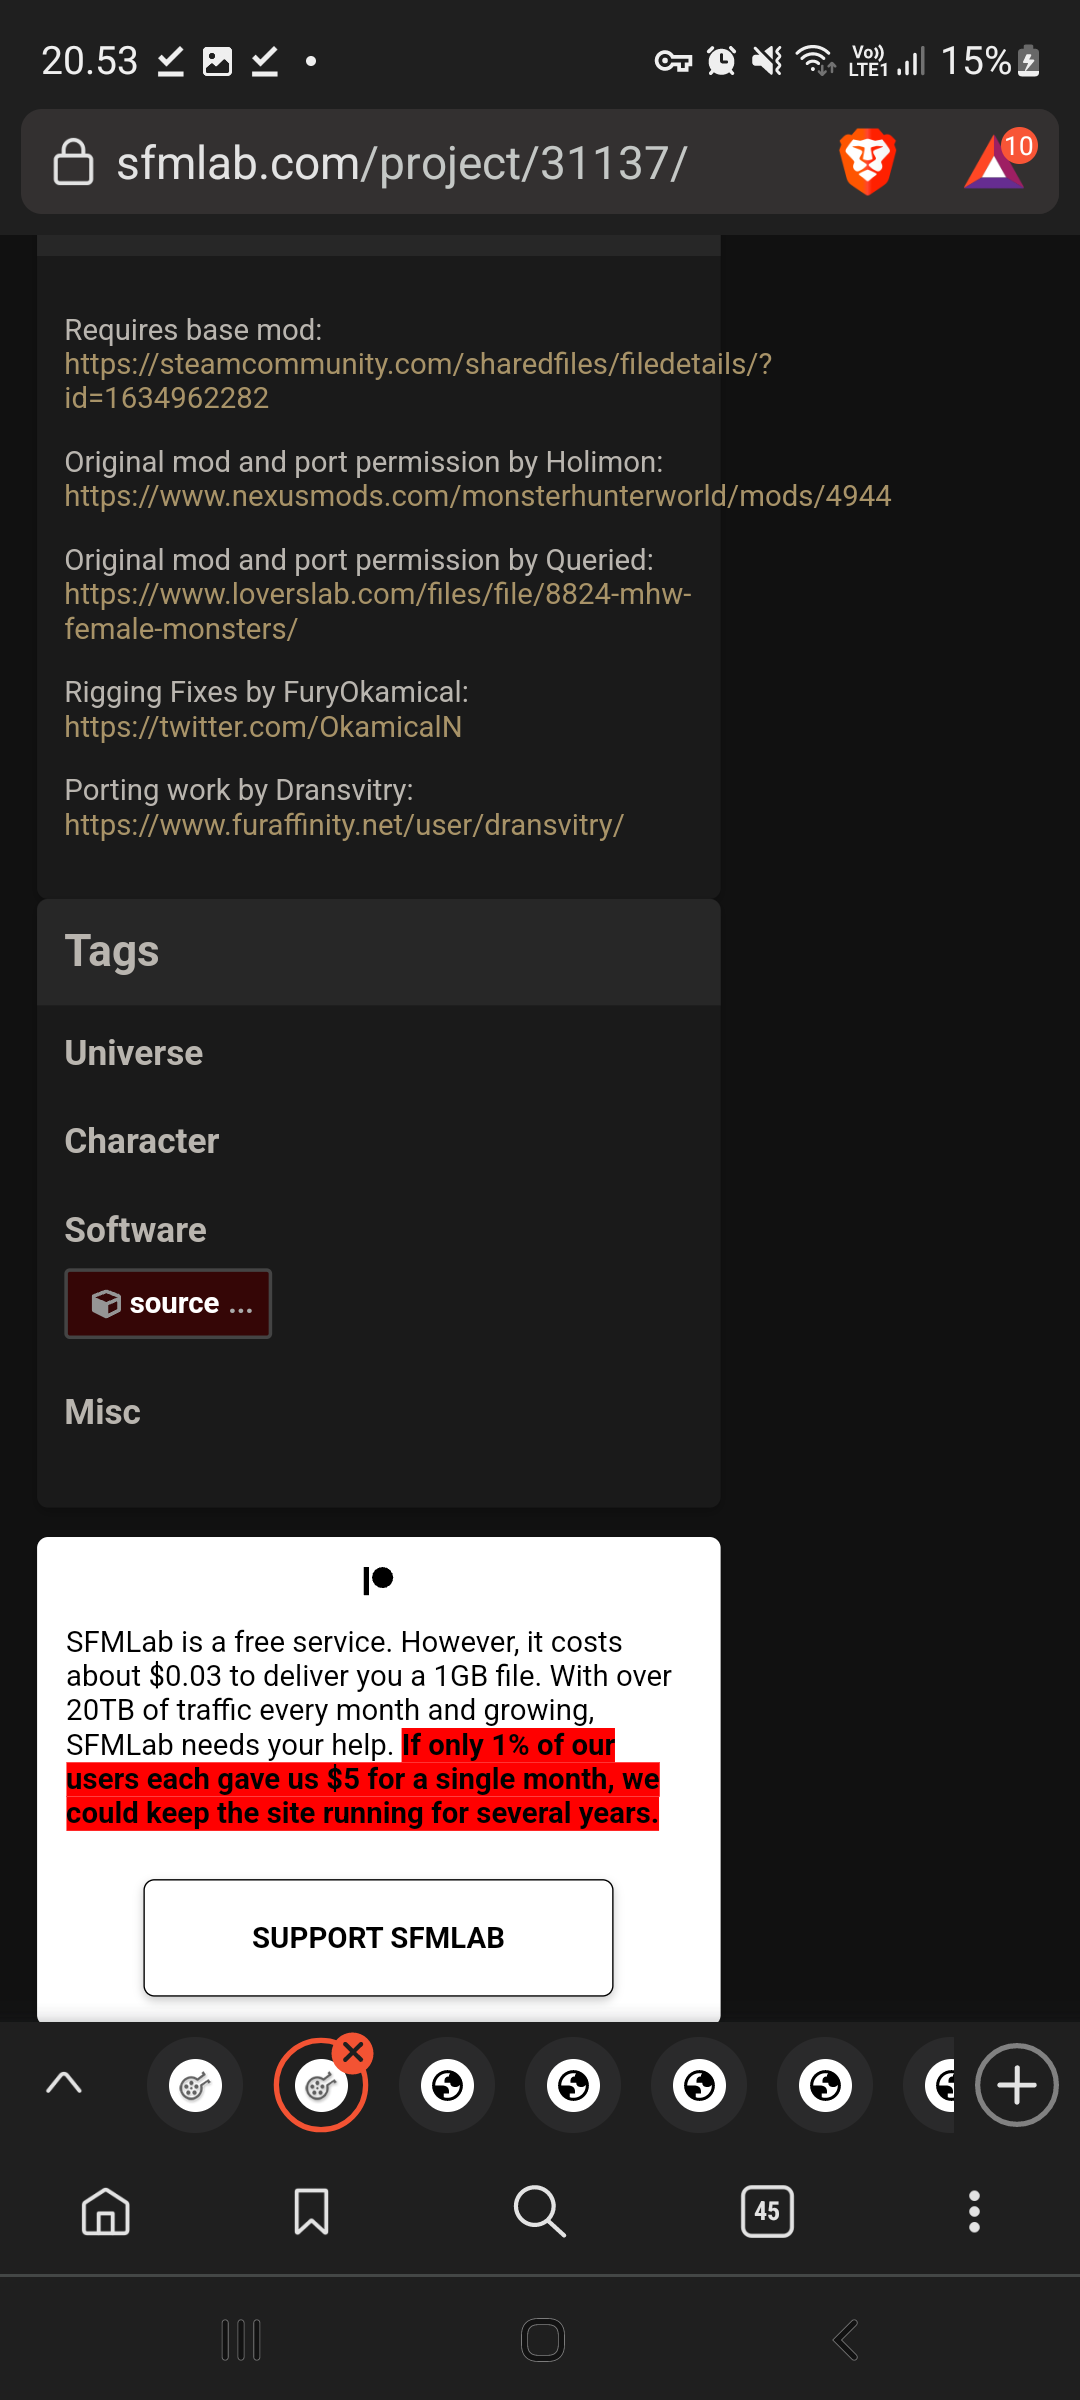 20.53
Vo))
LTE1
15%
sfmlab.com/project/31137/
10
Requires base mod:
https://steamcommunity.com/sharedfiles/filedetails/?
id=1634962282
Original mod and port permission by Holimon:
https://www.nexusmods.com/monsterhunterworld/mods/4944
Original mod and port permission by Queried:
https://www.loverslab.com/files/file/8824-mhw-
female-monsters/
Rigging Fixes by FuryOkamical:
https://twitter.com/OkamicalN
Porting work by Dransvitry:
https://www.furaffinity.net/user/dransvitry/
Tags
Universe
Character
Software
source ...
Misc
SFMLab is a free service. However, it costs
about $0.03 to deliver you a 1GB file. With over
20TB of traffic every month and growing,
SFMLab needs your help. If only 1% of our
users each gave us $5 for a single month, we
could keep the site running for several years.
SUPPORT SFMLAB
45